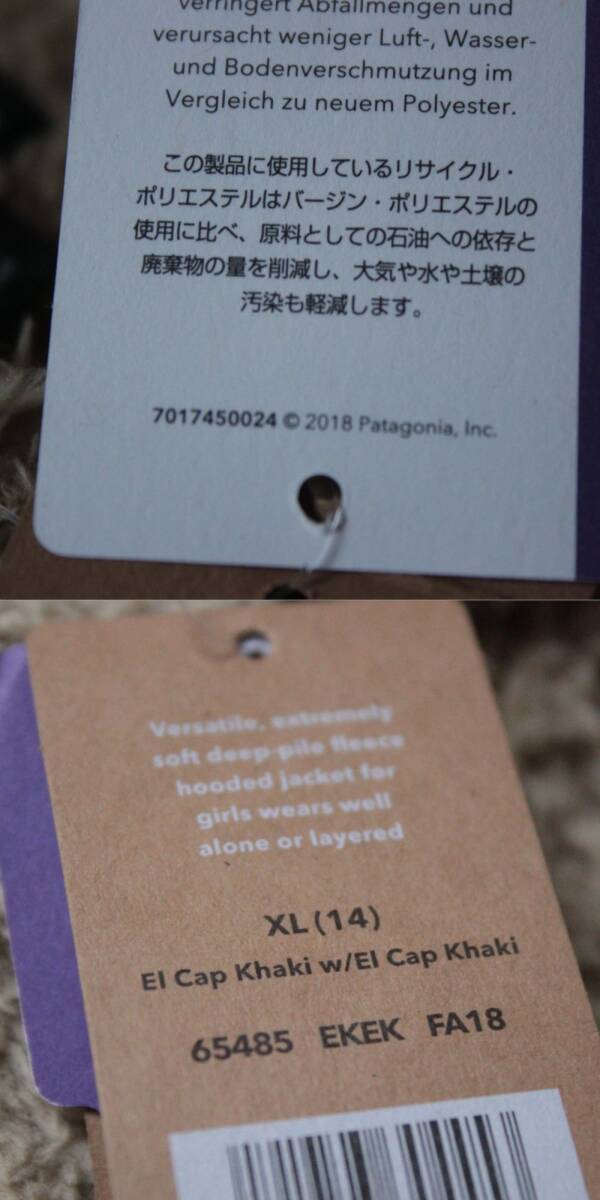 verringert Abfallmengen und
verursacht weniger Luft-, Wasser-
und Bodenverschmutzung im
Vergleich zu neuem Polyester.
この製品に使用しているリサイクル・
ポリエステルはバージン・ポリエステルの
使用に比べ、原料としての石油への依存と
廃棄物の量を削減し、大気や水や土壌の
汚染も軽減します。
7017450024 © 2018 Patagonia, Inc.
Versatile, extremely
soft deep-pile fleece
hooded jacket for
girls wears well
alone or layered
XL (14)
El Cap Khaki w/El Cap Khaki
65485 EKEK FA18